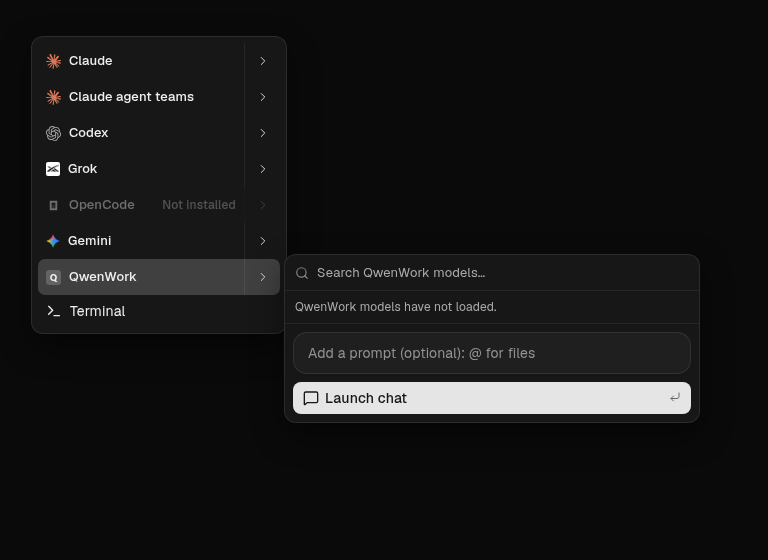 Claude
Claude agent teams
Codex
Grok
OpenCode Not installed
Gemini
Q QwenWork
Terminal
Search QwenWork models…
QwenWork models have not loaded.
Add a prompt (optional): @ for files
Launch chat